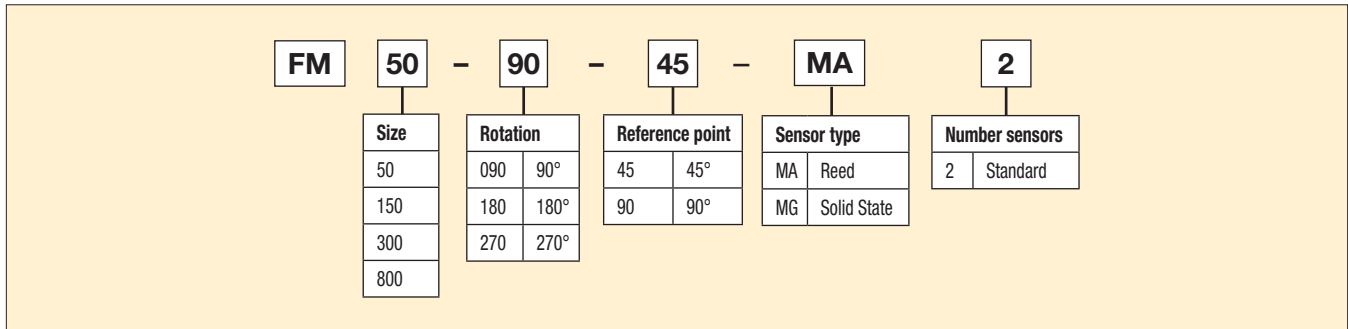 FM 50 – 90 – 45 – MA 2
Size Rotation Reference point Sensor type Number sensors
50 090 90° 45 45° MA Reed 2 Standard
150 180 180° 90 90° MG Solid State
300 270 270°
800